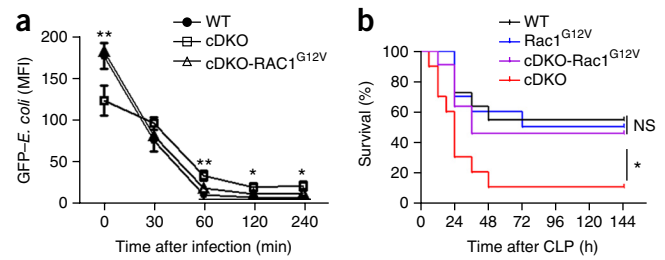 a
WT
cDKO
cDKO-RAC1G12V
GFP–E. coli (MFI)
200
150
100
50
0
**
**
*
*
0 30 60 120 240
Time after infection (min)
b
WT
Rac1G12V
cDKO-Rac1G12V
cDKO
Survival (%)
100
80
60
40
20
0
NS
*
0 24 48 72 96 120 144
Time after CLP (h)